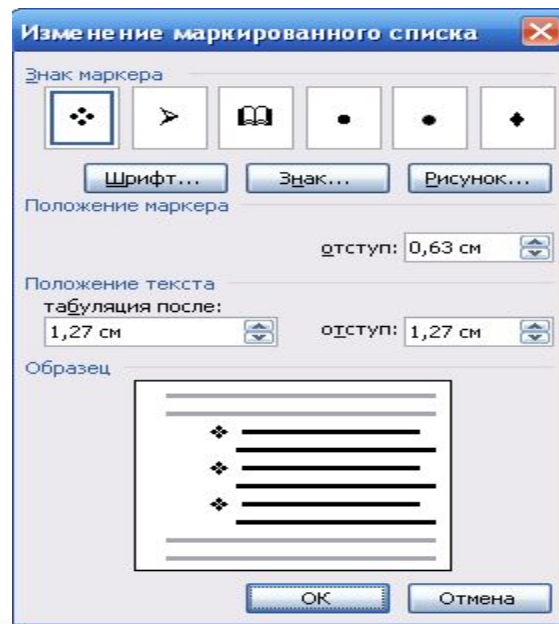 Изменение маркированного списка
Знак маркера
Шрифт... Знак... Рисунок...
Положение маркера
отступ: 0,63 см
Положение текста
табуляция после:
1,27 см отступ: 1,27 см
Образец
ОК Отмена